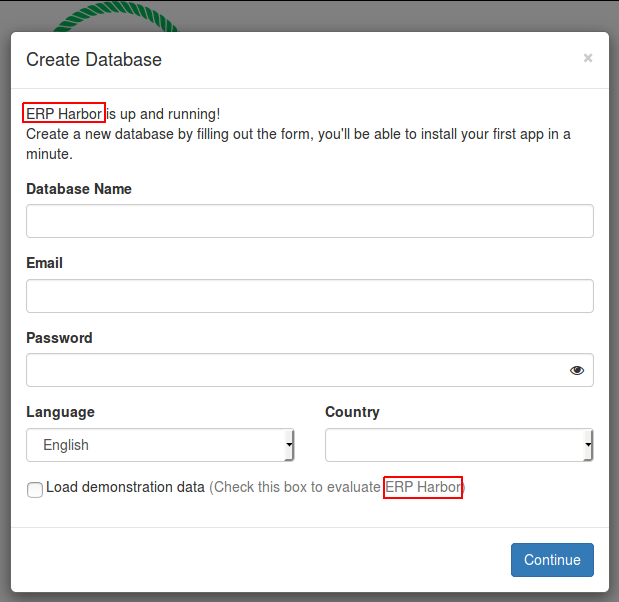 Create Database
×
ERP Harbor is up and running!
Create a new database by filling out the form, you'll be able to install your first app in a
minute.
Database Name
Email
Password
Language Country
English
Load demonstration data (Check this box to evaluate ERP Harbor)
Continue